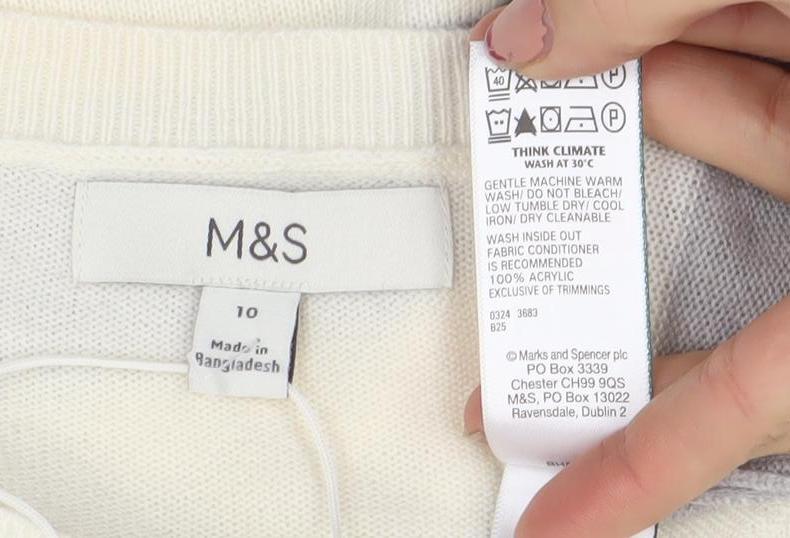 M&S
10
Made in
Bangladesh
40
P
P
THINK CLIMATE
WASH AT 30°C
GENTLE MACHINE WARM
WASH/ DO NOT BLEACH/
LOW TUMBLE DRY/ COOL
IRON/ DRY CLEANABLE
WASH INSIDE OUT
FABRIC CONDITIONER
IS RECOMMENDED
100% ACRYLIC
EXCLUSIVE OF TRIMMINGS
0324 3683
B25
© Marks and Spencer plc
PO Box 3339
Chester CH99 9QS
M&S, PO Box 13022
Ravensdale, Dublin 2